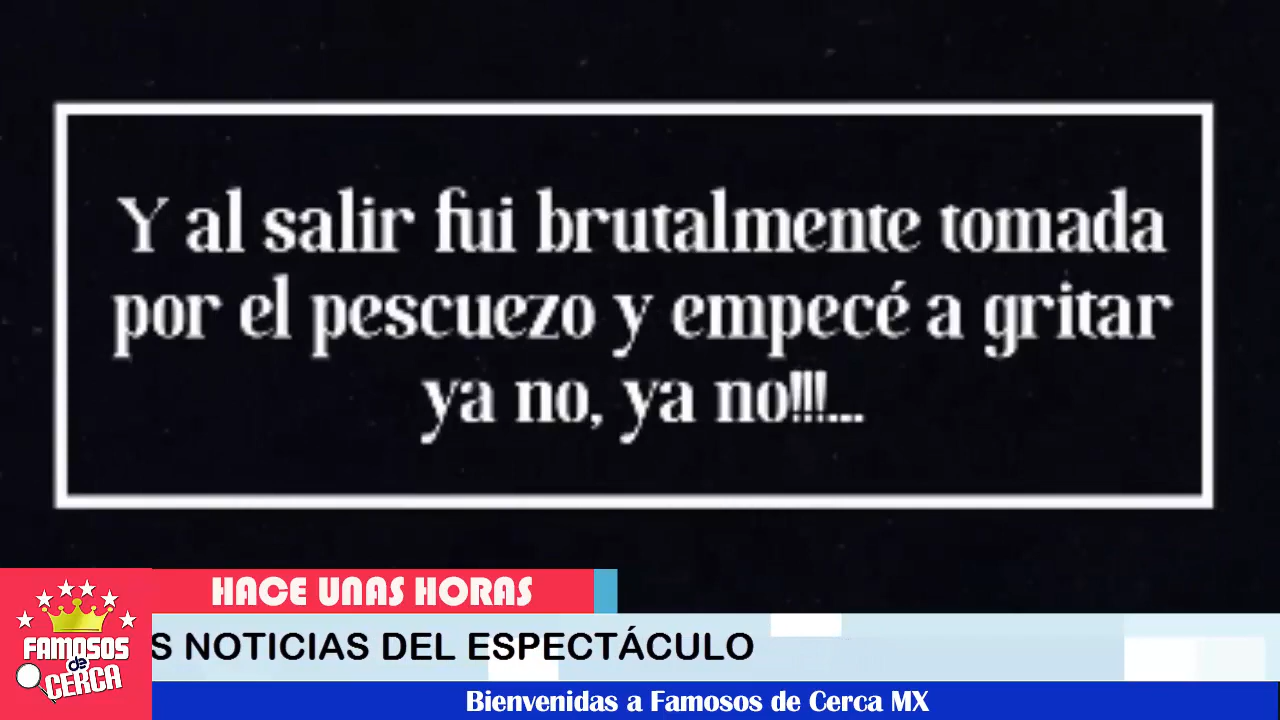 Y al salir fui brutalmente tomada
por el pescuezo y empecé a gritar
ya no, ya no!!!...
HACE UNAS HORAS
S NOTICIAS DEL ESPECTÁCULO
FAMOSOS
de
CERCA
Bienvenidas a Famosos de Cerca MX